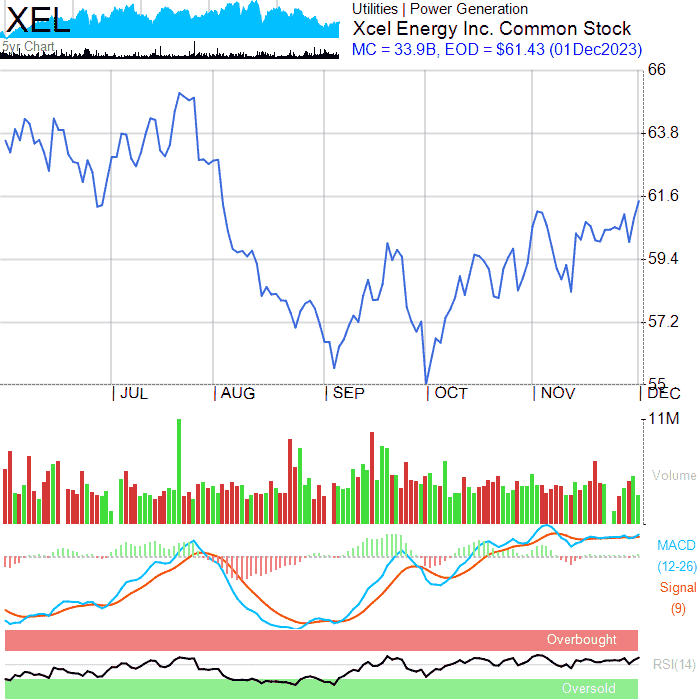 XEL
5yr Chart
Utilities | Power Generation
Xcel Energy Inc. Common Stock
MC = 33.9B, EOD = $61.43 (01Dec2023)
66
63.8
61.6
59.4
57.2
55
JUL AUG SEP OCT NOV DEC
11M
Volume
MACD
(12-26)
Signal
(9)
Overbought
RSI(14)
Oversold